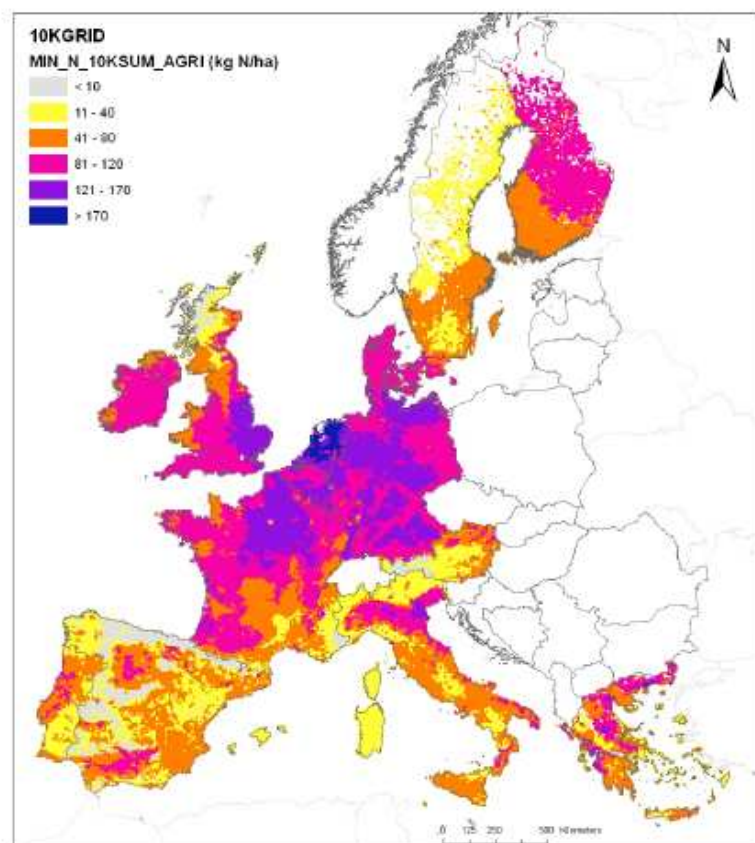 10KGRID
MIN_N_10KSUM_AGRI (kg N/ha)
< 10
11 - 40
41 - 80
81 - 120
121 - 170
> 170
N
0 125 250 500 Kilometers